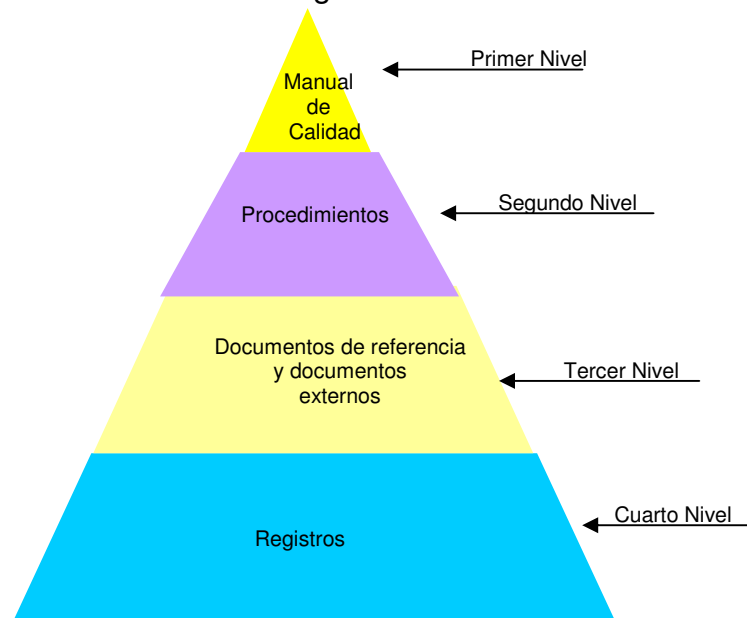 Primer Nivel
Manual
de
Calidad
Segundo Nivel
Procedimientos
Documentos de referencia
y documentos
externos
Tercer Nivel
Cuarto Nivel
Registros